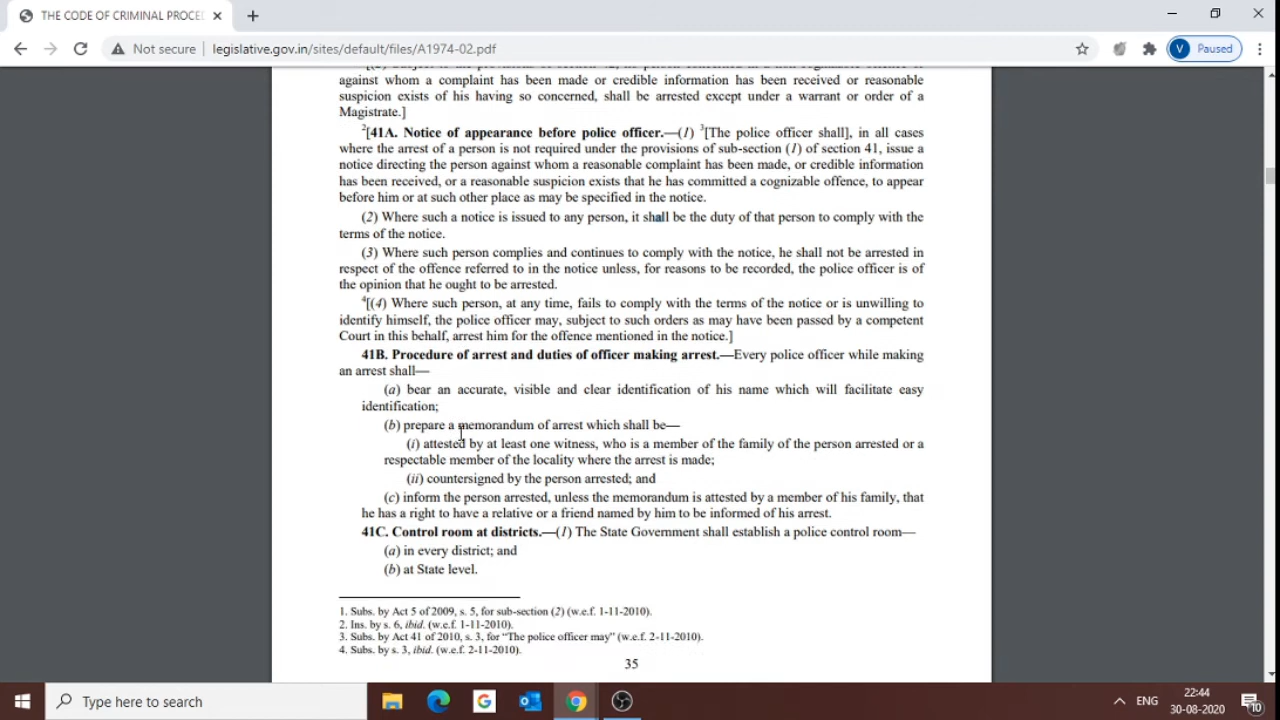 THE CODE OF CRIMINAL PROCE
Not secure legislative.gov.in/sites/default/files/A1974-02.pdf Paused
against whom a complaint has been made or credible information has been received or reasonable
suspicion exists of his having so concerned, shall be arrested except under a warrant or order of a
Magistrate.]
2[41A. Notice of appearance before police officer.—(1) 3[The police officer shall], in all cases
where the arrest of a person is not required under the provisions of sub-section (1) of section 41, issue a
notice directing the person against whom a reasonable complaint has been made, or credible information
has been received, or a reasonable suspicion exists that he has committed a cognizable offence, to appear
before him or at such other place as may be specified in the notice.
(2) Where such a notice is issued to any person, it shall be the duty of that person to comply with the
terms of the notice.
(3) Where such person complies and continues to comply with the notice, he shall not be arrested in
respect of the offence referred to in the notice unless, for reasons to be recorded, the police officer is of
the opinion that he ought to be arrested.
4[(4) Where such person, at any time, fails to comply with the terms of the notice or is unwilling to
identify himself, the police officer may, subject to such orders as may have been passed by a competent
Court in this behalf, arrest him for the offence mentioned in the notice.]
41B. Procedure of arrest and duties of officer making arrest.—Every police officer while making
an arrest shall—
(a) bear an accurate, visible and clear identification of his name which will facilitate easy
identification;
(b) prepare a memorandum of arrest which shall be—
(i) attested by at least one witness, who is a member of the family of the person arrested or a
respectable member of the locality where the arrest is made;
(ii) countersigned by the person arrested; and
(c) inform the person arrested, unless the memorandum is attested by a member of his family, that
he has a right to have a relative or a friend named by him to be informed of his arrest.
41C. Control room at districts.—(1) The State Government shall establish a police control room—
(a) in every district; and
(b) at State level.
1. Subs. by Act 5 of 2009, s. 5, for sub-section (2) (w.e.f. 1-11-2010).
2. Ins. by s. 6, ibid. (w.e.f. 1-11-2010).
3. Subs. by Act 41 of 2010, s. 3, for “The police officer may” (w.e.f. 2-11-2010).
4. Subs. by s. 3, ibid. (w.e.f. 2-11-2010).
35
Type here to search ENG 22:44
30-08-2020 10